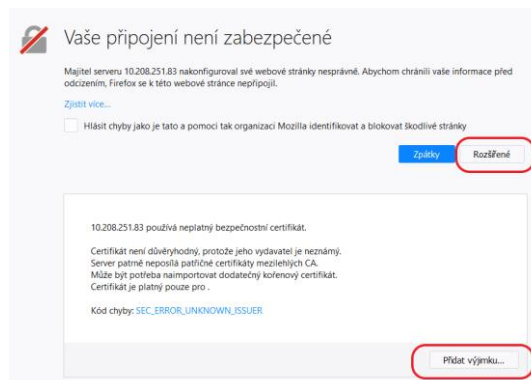 Vaše připojení není zabezpečené
Majitel serveru 10.208.251.83 nakonfiguroval své webové stránky nesprávně. Abychom chránili vaše informace před
odcizením, Firefox se k této webové stránce nepřipojil.
Zjistit více...
Hlásit chyby jako je tato a pomoci tak organizaci Mozilla identifikovat a blokovat škodlivé stránky
Zpátky
Rozšířené
10.208.251.83 používá neplatný bezpečnostní certifikát.
Certifikát není důvěryhodný, protože jeho vydavatel je neznámý.
Server patrně neposílá patřičné certifikáty mezilehlých CA.
Může být potřeba naimportovat dodatečný kořenový certifikát.
Certifikát je platný pouze pro .
Kód chyby: SEC_ERROR_UNKNOWN_ISSUER
Přidat výjimku...